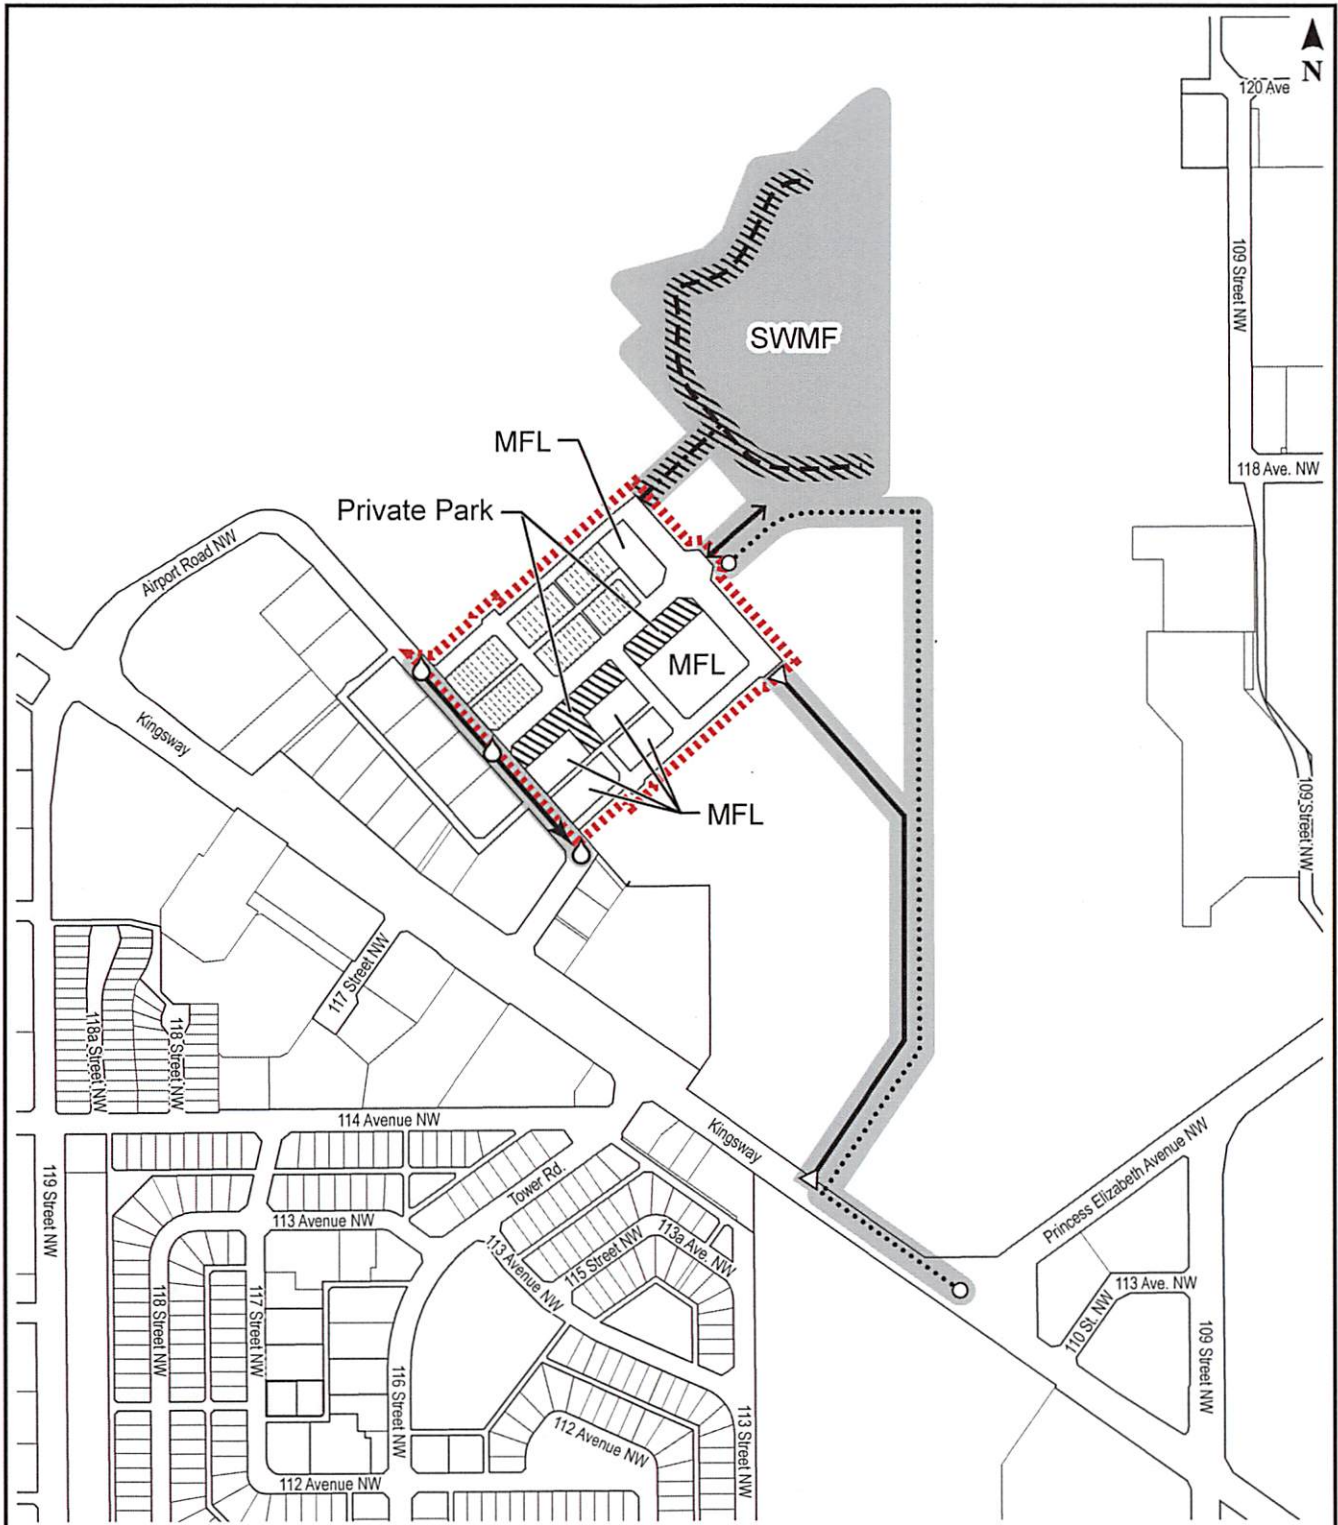 N
120 Ave
109 Street NW
SWMF
MFL
118 Ave. NW
Private Park
Airport Road NW
MFL
Kingsway
109 Street NW
MFL
117 Street NW
118a Street NW
118 Street NW
114 Avenue NW
Kingsway
Princess Elizabeth Avenue NW
119 Street NW
Tower Rd.
113 Avenue NW
113 Avenue NW
115 Street NW
113a Ave. NW
113 Ave. NW
110 St. NW
118 Street NW
117 Street NW
109 Street NW
116 Street NW
112 Avenue NW
113 Street NW
112 Avenue NW